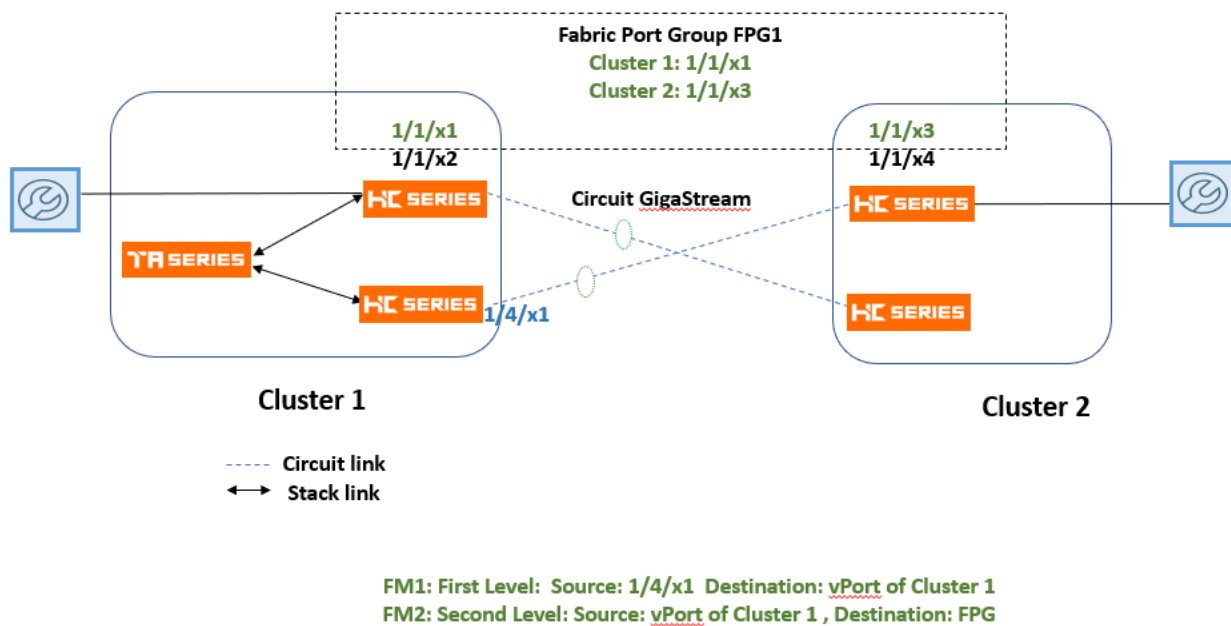 Fabric Port Group FPG1
Cluster 1: 1/1/x1
Cluster 2: 1/1/x3
1/1/x1
1/1/x2
1/1/x3
1/1/x4
HC SERIES
Circuit GigaStream
HC SERIES
TA SERIES
HC SERIES
1/4/x1
HC SERIES
Cluster 1
Cluster 2
Circuit link
Stack link
FM1: First Level: Source: 1/4/x1 Destination: vPort of Cluster 1
FM2: Second Level: Source: vPort of Cluster 1 , Destination: FPG